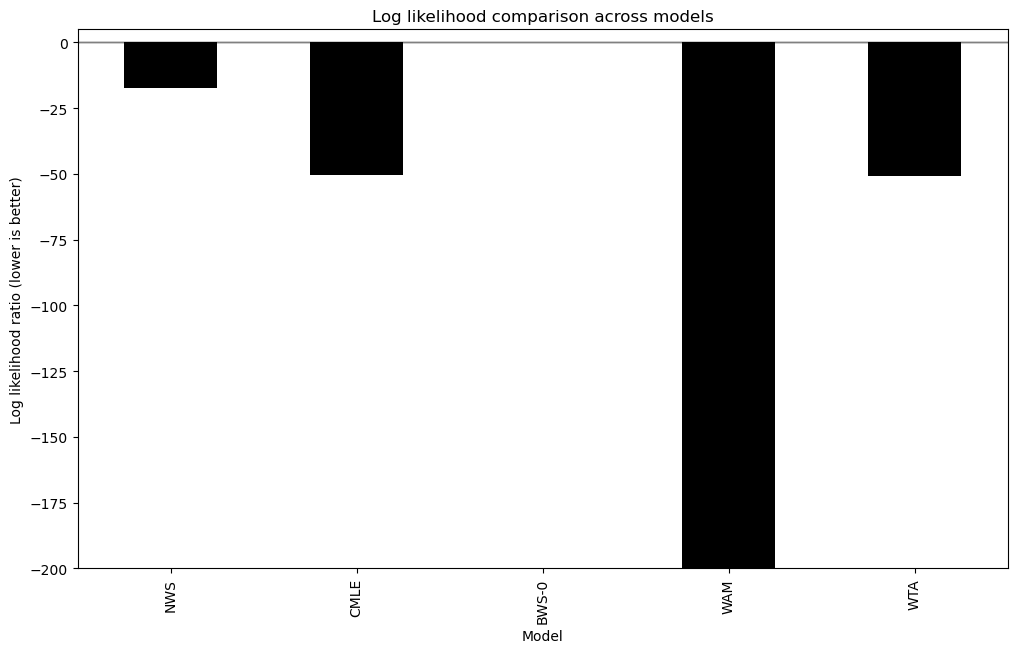 Log likelihood comparison across models
Log likelihood ratio (lower is better)
0
−25
−50
−75
−100
−125
−150
−175
−200
NWS
CMLE
BWS-0
WAM
WTA
Model